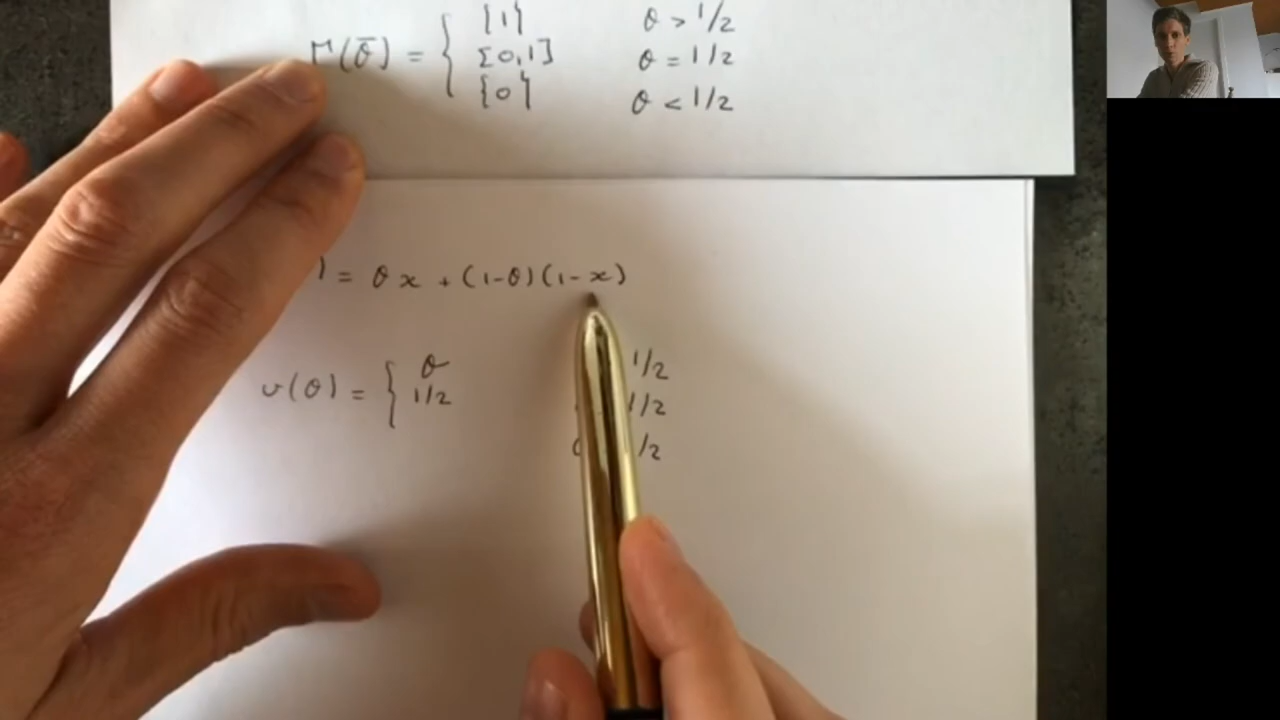 Γ(θ̄) = { {1} θ > 1/2
[0,1] θ = 1/2
{0} θ < 1/2
) = θx + (1-θ)(1-x)
v(θ) = { θ 1/2
1/2 1/2
/2